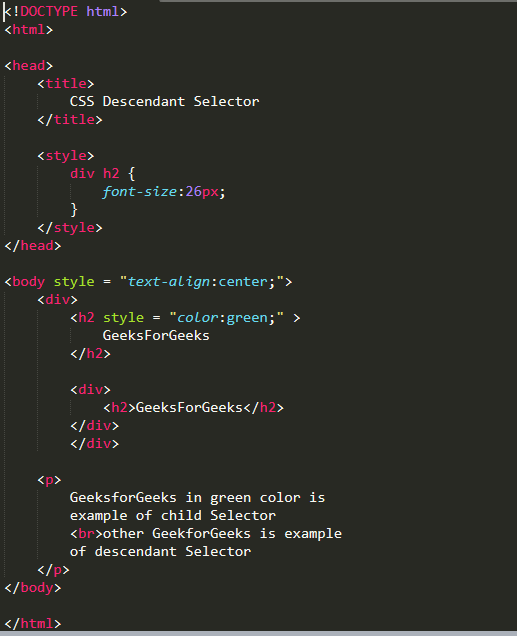 <!DOCTYPE html>
<html>

<head>
    <title>
        CSS Descendant Selector
    </title>

    <style>
        div h2 {
            font-size:26px;
        }
    </style>
</head>

<body style = "text-align:center;">
    <div>
        <h2 style = "color:green;" >
            GeeksForGeeks
        </h2>

        <div>
            <h2>GeeksForGeeks</h2>
        </div>
        </div>

    <p>
        GeeksforGeeks in green color is
        example of child Selector
        <br>other GeekforGeeks is example
        of descendant Selector
    </p>
</body>

</html>